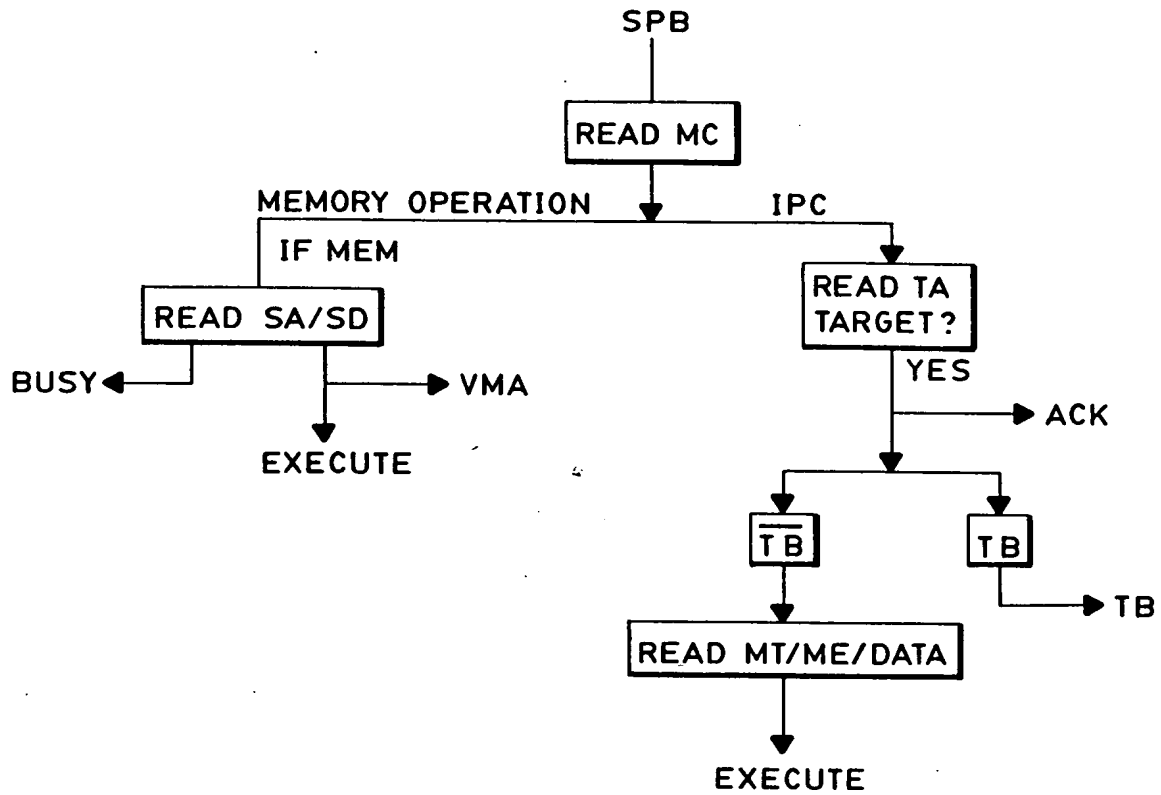 SPB
READ MC
MEMORY OPERATION
IPC
IF MEM
READ TA
TARGET?
READ SA/SD
YES
BUSY
VMA
ACK
EXECUTE
T̅B̅
TB
TB
READ MT/ME/DATA
EXECUTE